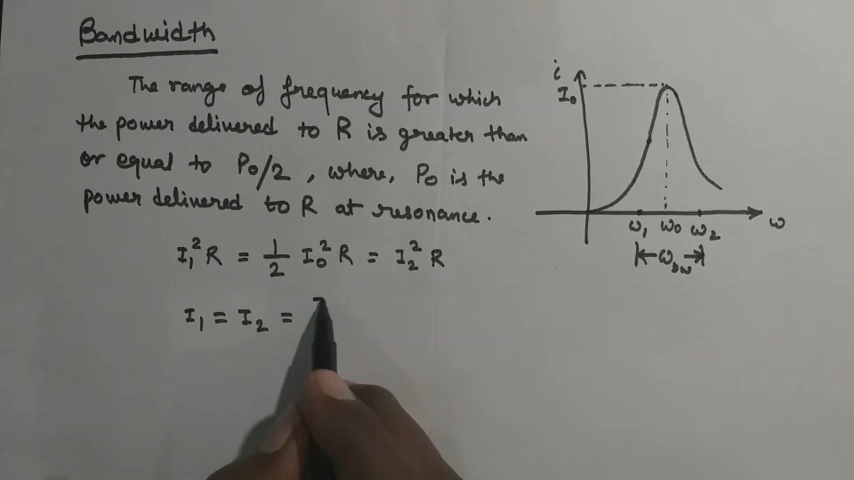 Bandwidth
The range of frequency for which
the power delivered to R is greater than
or equal to P₀/2, where, P₀ is the
power delivered to R at resonance.
I₁²R = 1/2 I₀²R = I₂²R
I₁ = I₂ =
i
I₀
ω₁ ω₀ ω₂ ω
ω_BW